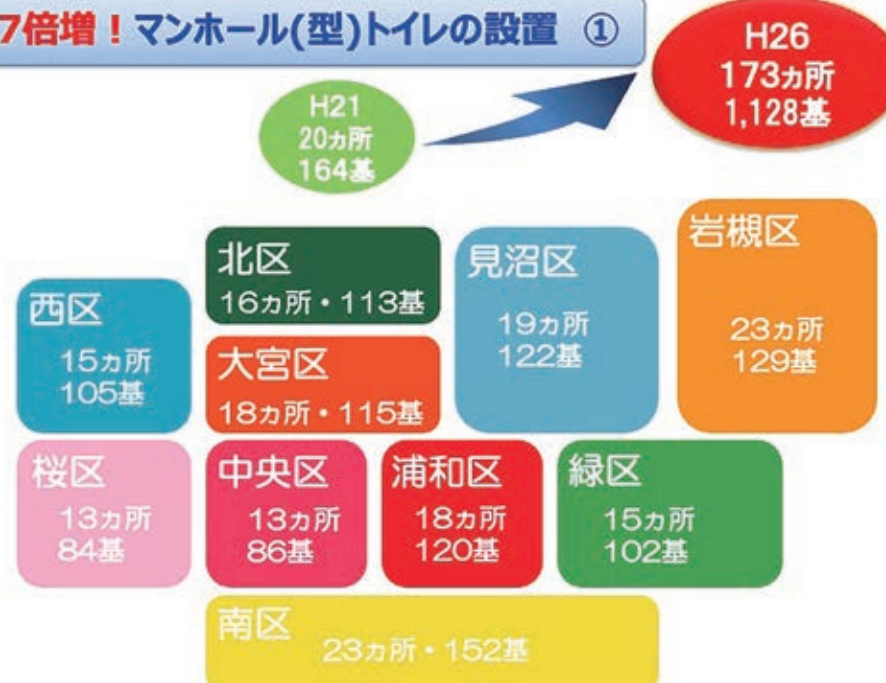 7倍増！マンホール(型)トイレの設置 ①
H26
173ヵ所
1,128基
H21
20ヵ所
164基
岩槻区
23ヵ所
129基
北区
16ヵ所・113基
見沼区
19ヵ所
122基
西区
15ヵ所
105基
大宮区
18ヵ所・115基
桜区
13ヵ所
84基
中央区
13ヵ所
86基
浦和区
18ヵ所
120基
緑区
15ヵ所
102基
南区
23ヵ所・152基